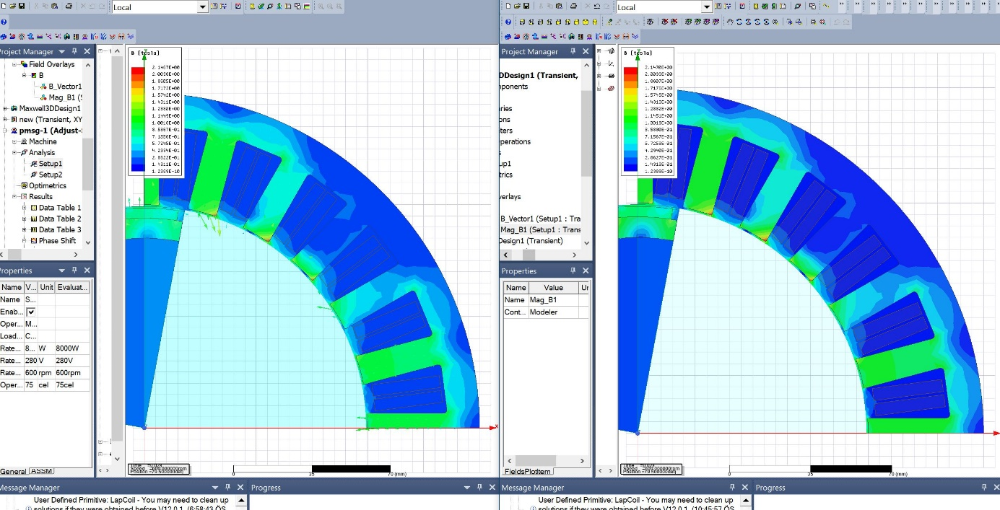 Local
Project Manager
Field Overlays
B
B_Vector1
Mag_B1 (S
Maxwell3DDesign1
new (Transient, XY
pmsg-1 (Adjust-S
Machine
Analysis
Setup1
Setup2
Optimetrics
Results
Data Table 1
Data Table 2
Data Table 3
Phase Shift
Properties
Name V... Unit Evaluat...
Name S...
Enab...
Oper... M...
Load... C...
Rate... 8... W 8000W
Rate... 280 V 280V
Rate... 600 rpm 600rpm
Oper... 75 cel 75cel
General ASSM
B [tesla]
2.1467E+00
2.0036E+00
1.8605E+00
1.7173E+00
1.5742E+00
1.4311E+00
1.2880E+00
1.1449E+00
1.0018E+00
8.5867E-01
7.1556E-01
5.7245E-01
4.2934E-01
2.8622E-01
1.4311E-01
Speed
Position
0 35 70 (mm)
X
Message Manager
User Defined Primitive: LapCoil - You may need to clean up
solutions if they were obtained before V12.0.1. (6:58:43 ÖS
Progress
Local
Project Manager
DDesign1 (Transient,
ponents
ries
ons
ters
perations
s
up1
trics
verlays
B_Vector1 (Setup1 : Tra
Mag_B1 (Setup1 : Trans
Design1 (Transient)
Properties
Name Value Ur
Name Mag_B1
Cont... Modeler
FieldsPlotItem
B [tesla]
2.1470E+00
2.0039E+00
1.8607E+00
1.7176E+00
1.5745E+00
1.4313E+00
1.2882E+00
1.1451E+00
1.0019E+00
8.5880E-01
7.1567E-01
5.7254E-01
4.2940E-01
2.8627E-01
1.4313E-01
Speed
Position
0 35 70 (mm)
Message Manager
User Defined Primitive: LapCoil - You may need to clean up
solutions if they were obtained before V12.0.1. (10:45:57 ÖS
Progress